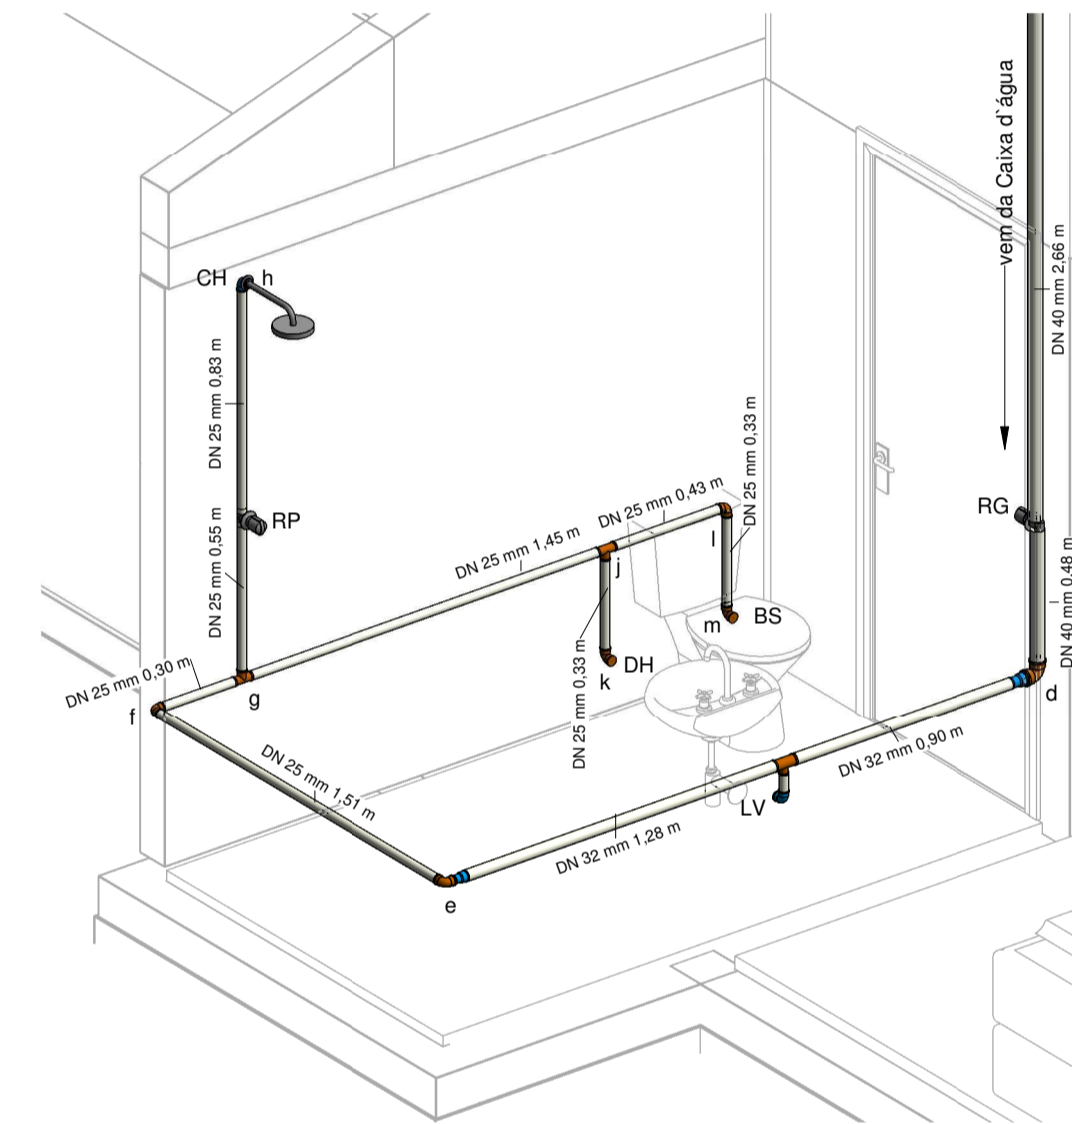 vem da Caixa d`água
DN 40 mm 2,66 m
CH
h
DN 25 mm 0,83 m
DN 25 mm 0,33 m
DN 25 mm 0,43 m
RG
RP
DN 25 mm 1,45 m
l
j
DN 25 mm 0,55 m
DN 40 mm 0,48 m
m
BS
DH
k
DN 25 mm 0,30 m
DN 25 mm 0,33 m
g
d
f
DN 32 mm 0,90 m
DN 25 mm 1,51 m
LV
DN 32 mm 1,28 m
e